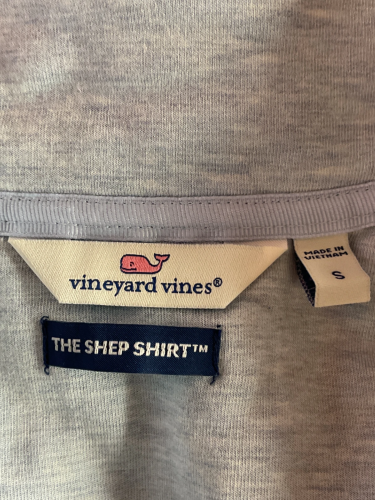 vineyard vines®
MADE IN
VIETNAM
S
THE SHEP SHIRT™